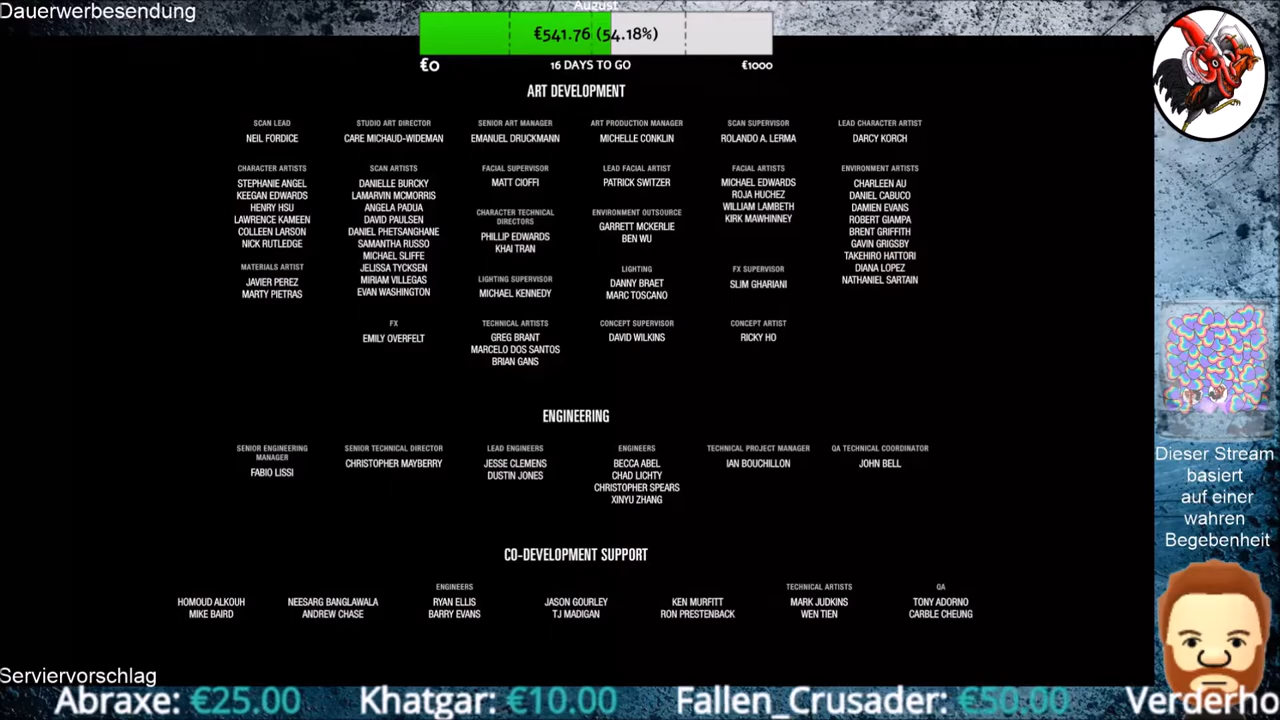 Dauerwerbesendung
August
€541.76 (54.18%)
€0
16 DAYS TO GO
€1000
ART DEVELOPMENT
SCAN LEAD
NEIL FORDICE
STUDIO ART DIRECTOR
CARE MICHAUD-WIDEMAN
SENIOR ART MANAGER
EMANUEL DRUCKMANN
ART PRODUCTION MANAGER
MICHELLE CONKLIN
SCAN SUPERVISOR
ROLANDO A. LERMA
LEAD CHARACTER ARTIST
DARCY KORCH
CHARACTER ARTISTS
STEPHANIE ANGEL
KEEGAN EDWARDS
HENRY HSU
LAWRENCE KAMEEN
COLLEEN LARSON
NICK RUTLEDGE
MATERIALS ARTIST
JAVIER PEREZ
MARTY PIETRAS
SCAN ARTISTS
DANIELLE BURCKY
LAMARVIN MCMORRIS
ANGELA PADUA
DAVID PAULSEN
DANIEL PHETSANGHANE
SAMANTHA RUSSO
MICHAEL SLIFFE
JELISSA TYCKSEN
MIRIAM VILLEGAS
EVAN WASHINGTON
FX
EMILY OVERFELT
FACIAL SUPERVISOR
MATT CIOFFI
CHARACTER TECHNICAL
DIRECTORS
PHILLIP EDWARDS
KHAI TRAN
LIGHTING SUPERVISOR
MICHAEL KENNEDY
TECHNICAL ARTISTS
GREG BRANT
MARCELO DOS SANTOS
BRIAN GANS
LEAD FACIAL ARTIST
PATRICK SWITZER
ENVIRONMENT OUTSOURCE
GARRETT MCKERLIE
BEN WU
LIGHTING
DANNY BRAET
MARC TOSCANO
CONCEPT SUPERVISOR
DAVID WILKINS
FACIAL ARTISTS
MICHAEL EDWARDS
ROJA HUCHEZ
WILLIAM LAMBETH
KIRK MAWHINNEY
FX SUPERVISOR
SLIM GHARIANI
CONCEPT ARTIST
RICKY HO
ENVIRONMENT ARTISTS
CHARLEEN AU
DANIEL CABUCO
DAMIEN EVANS
ROBERT GIAMPA
BRENT GRIFFITH
GAVIN GRIGSBY
TAKEHIRO HATTORI
DIANA LOPEZ
NATHANIEL SARTAIN
ENGINEERING
SENIOR ENGINEERING
MANAGER
FABIO LISSI
SENIOR TECHNICAL DIRECTOR
CHRISTOPHER MAYBERRY
LEAD ENGINEERS
JESSE CLEMENS
DUSTIN JONES
ENGINEERS
BECCA ABEL
CHAD LICHTY
CHRISTOPHER SPEARS
XINYU ZHANG
TECHNICAL PROJECT MANAGER
IAN BOUCHILLON
QA TECHNICAL COORDINATOR
JOHN BELL
CO-DEVELOPMENT SUPPORT
HOMOUD ALKOUH
MIKE BAIRD
NEESARG BANGLAWALA
ANDREW CHASE
ENGINEERS
RYAN ELLIS
BARRY EVANS
JASON GOURLEY
TJ MADIGAN
KEN MURFITT
RON PRESTENBACK
TECHNICAL ARTISTS
MARK JUDKINS
WEN TIEN
QA
TONY ADORNO
CARBLE CHEUNG
Dieser Stream
basiert
auf einer
wahren
Begebenheit
Serviervorschlag
Abraxe: €25.00 Khatgar: €10.00 Fallen_Crusader: €50.00 Verderho